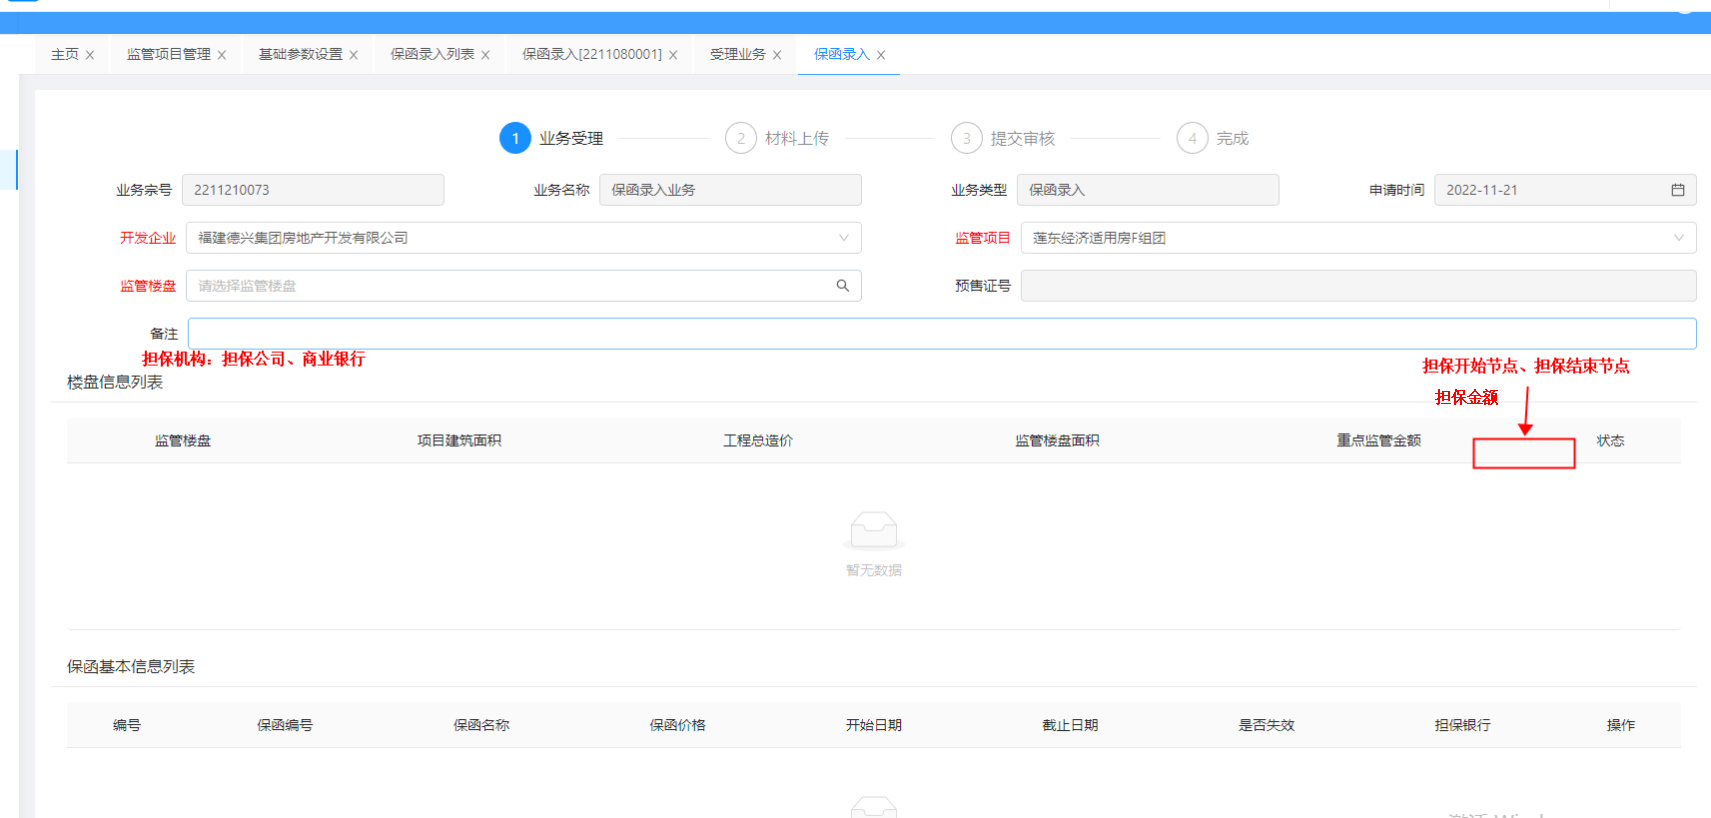 主页 × 监管项目管理 × 基础参数设置 × 保函录入列表 × 保函录入[2211080001] × 受理业务 × 保函录入 ×
1 业务受理 2 材料上传 3 提交审核 4 完成
业务宗号 2211210073 业务名称 保函录入业务 业务类型 保函录入 申请时间 2022-11-21
开发企业 福建德兴集团房地产开发有限公司 监管项目 莲东经济适用房F组团
监管楼盘 请选择监管楼盘 预售证号
备注
担保机构：担保公司、商业银行
担保开始节点、担保结束节点
楼盘信息列表
担保金额
监管楼盘 项目建筑面积 工程总造价 监管楼盘面积 重点监管金额 状态
暂无数据
保函基本信息列表
编号 保函编号 保函名称 保函价格 开始日期 截止日期 是否失效 担保银行 操作